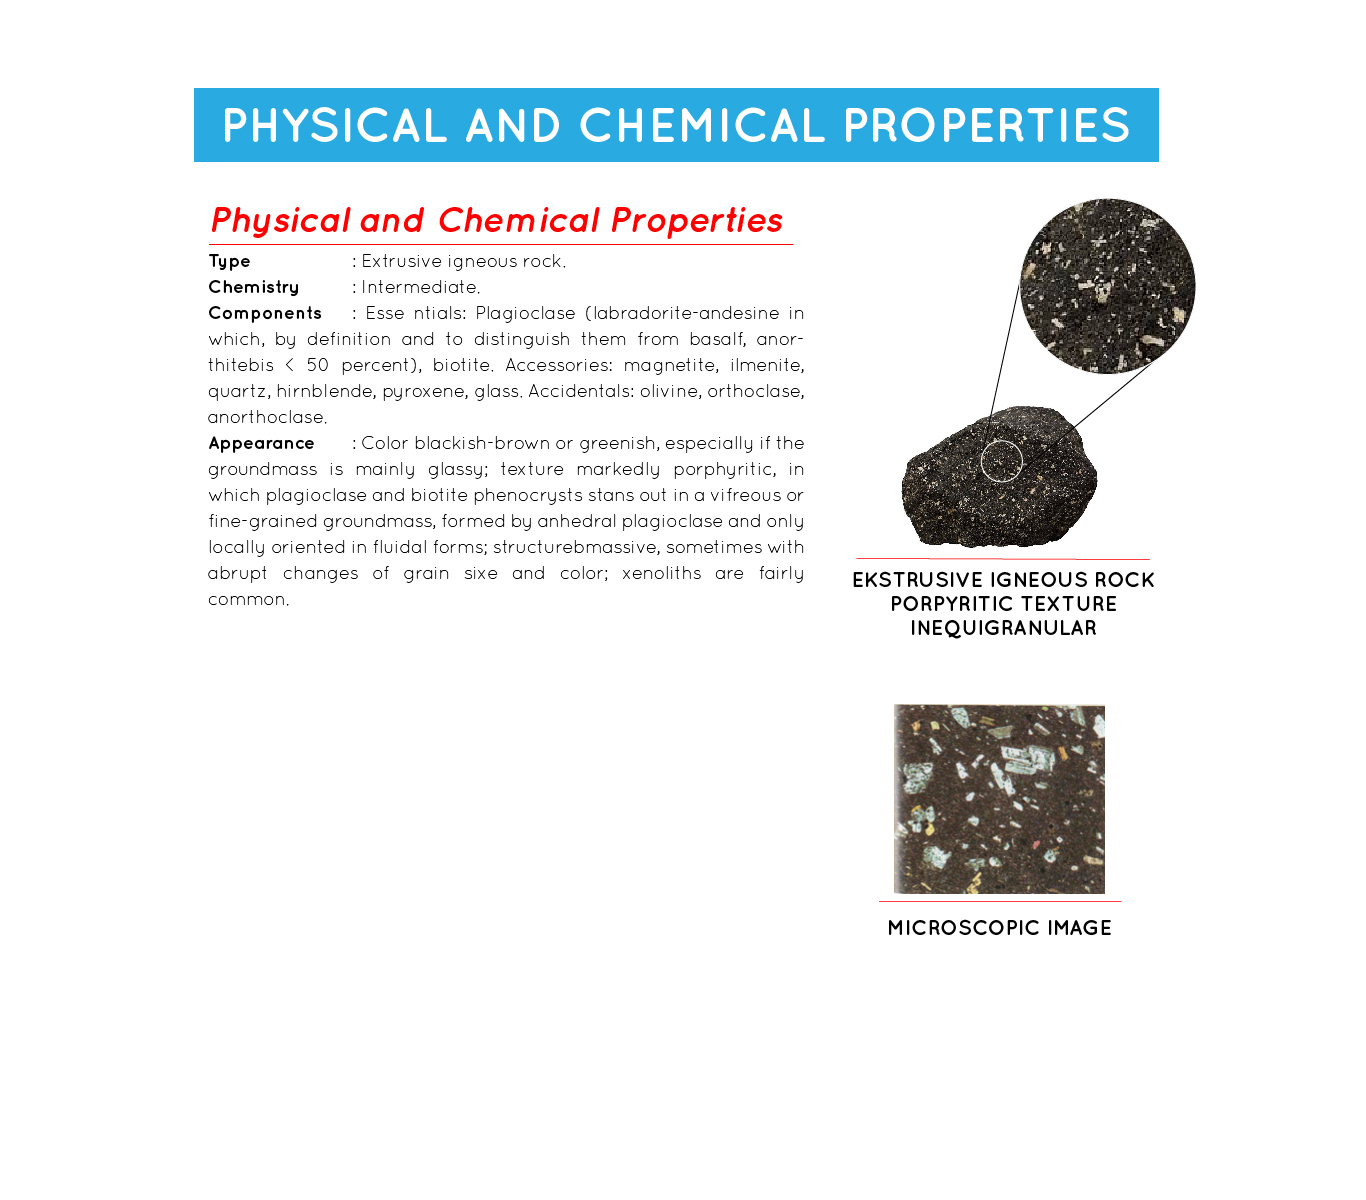 PHYSICAL AND CHEMICAL PROPERTIES
Physical and Chemical Properties
Type : Extrusive igneous rock.
Chemistry : Intermediate.
Components : Esse ntials: Plagioclase (labradorite-andesine in
which, by definition and to distinguish them from basalf, anor-
thitebis < 50 percent), biotite. Accessories: magnetite, ilmenite,
quartz, hirnblende, pyroxene, glass. Accidentals: olivine, orthoclase,
anorthoclase.
Appearance : Color blackish-brown or greenish, especially if the
groundmass is mainly glassy; texture markedly porphyritic, in
which plagioclase and biotite phenocrysts stans out in a vifreous or
fine-grained groundmass, formed by anhedral plagioclase and only
locally oriented in fluidal forms; structurebmassive, sometimes with
abrupt changes of grain sixe and color; xenoliths are fairly
common.
EKSTRUSIVE IGNEOUS ROCK
PORPYRITIC TEXTURE
INEQUIGRANULAR
MICROSCOPIC IMAGE